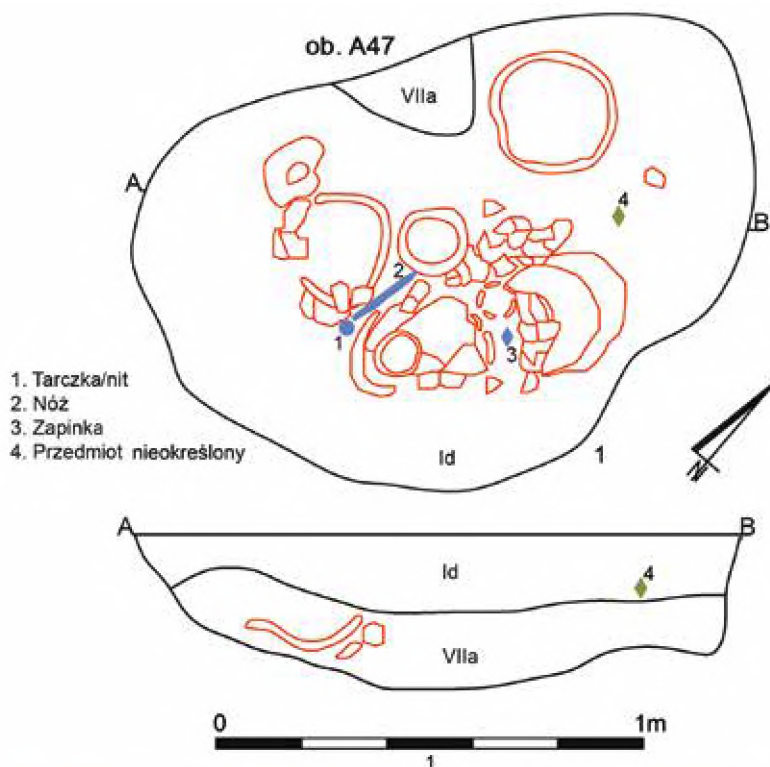 ob. A47
VIIa
A
4
B
2
1
3
1. Tarczka/nit
2. Nóż
3. Zapinka
4. Przedmiot nieokreślony
Id
1
N
A
B
Id
4
VIIa
0
1m
1